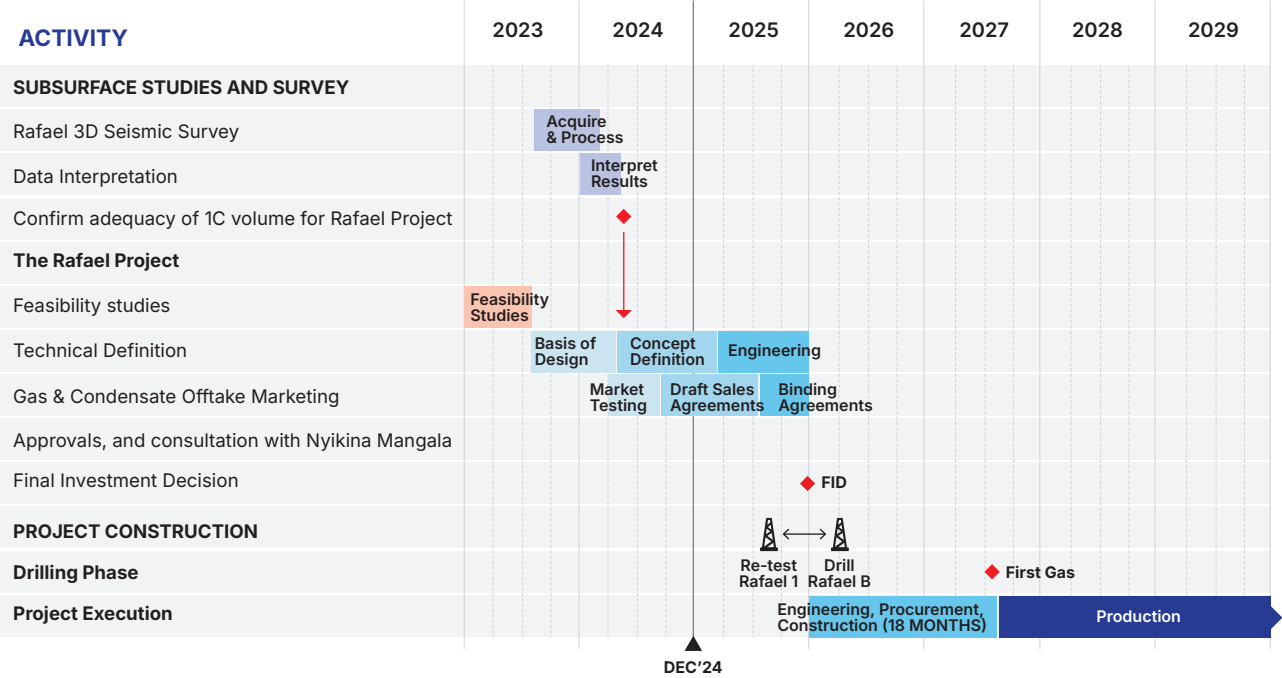 ACTIVITY
2023
2024
2025
2026
2027
2028
2029
SUBSURFACE STUDIES AND SURVEY
Rafael 3D Seismic Survey
Acquire
& Process
Data Interpretation
Interpret
Results
Confirm adequacy of 1C volume for Rafael Project
The Rafael Project
Feasibility studies
Feasibility
Studies
Technical Definition
Basis of
Design
Concept
Definition
Engineering
Gas & Condensate Offtake Marketing
Market
Testing
Draft Sales
Agreements
Binding
Agreements
Approvals, and consultation with Nyikina Mangala
Final Investment Decision
FID
PROJECT CONSTRUCTION
Drilling Phase
Re-test
Rafael 1
Drill
Rafael B
First Gas
Project Execution
Engineering, Procurement,
Construction (18 MONTHS)
Production
DEC’24